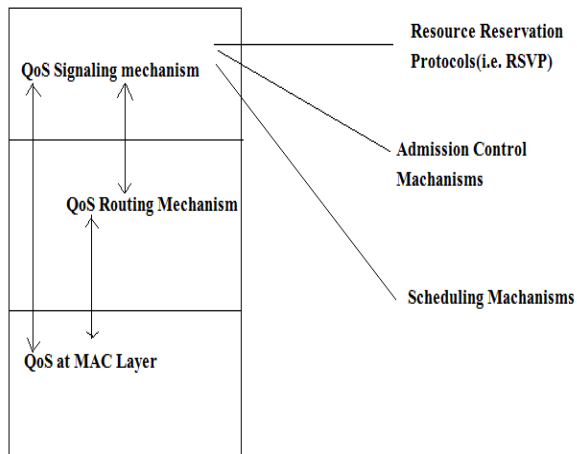 Resource Reservation
Protocols(i.e. RSVP)
QoS Signaling mechanism
Admission Control
Machanisms
QoS Routing Mechanism
Scheduling Machanisms
QoS at MAC Layer